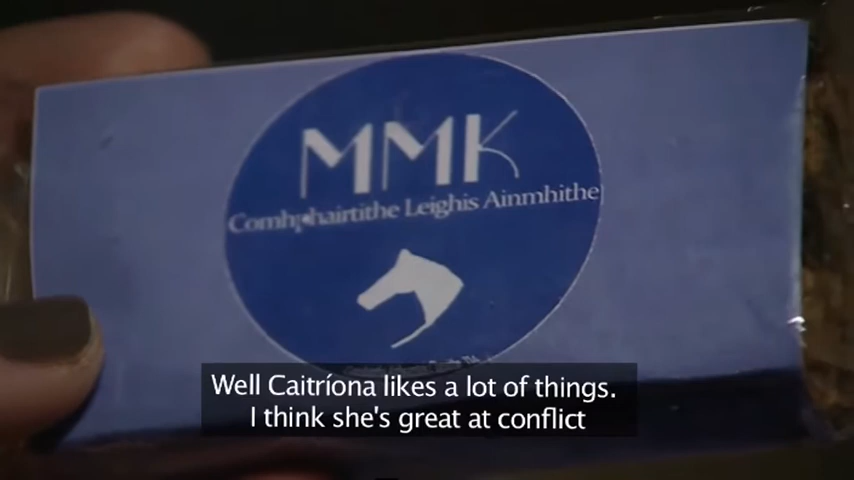 MMK
Comhphairtithe Leighis Ainmhithe
Well Caitríona likes a lot of things.
I think she's great at conflict